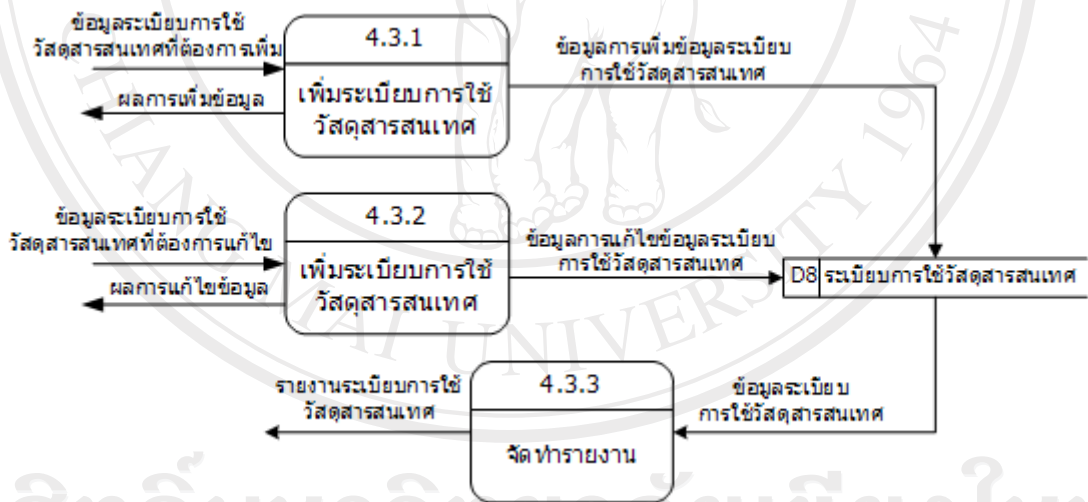 ข้อมูลระเบียบการใช้
วัสดุสารสนเทศที่ต้องการเพิ่ม
ผลการเพิ่มข้อมูล
4.3.1
เพิ่มระเบียบการใช้
วัสดุสารสนเทศ
ข้อมูลการเพิ่มข้อมูลระเบียบ
การใช้วัสดุสารสนเทศ
ข้อมูลระเบียบการใช้
วัสดุสารสนเทศที่ต้องการแก้ไข
ผลการแก้ไขข้อมูล
4.3.2
เพิ่มระเบียบการใช้
วัสดุสารสนเทศ
ข้อมูลการแก้ไขข้อมูลระเบียบ
การใช้วัสดุสารสนเทศ
D8 ระเบียบการใช้วัสดุสารสนเทศ
รายงานระเบียบการใช้
วัสดุสารสนเทศ
4.3.3
จัดทำรายงาน
ข้อมูลระเบียบ
การใช้วัสดุสารสนเทศ
CHIANG MAI UNIVERSITY 1964